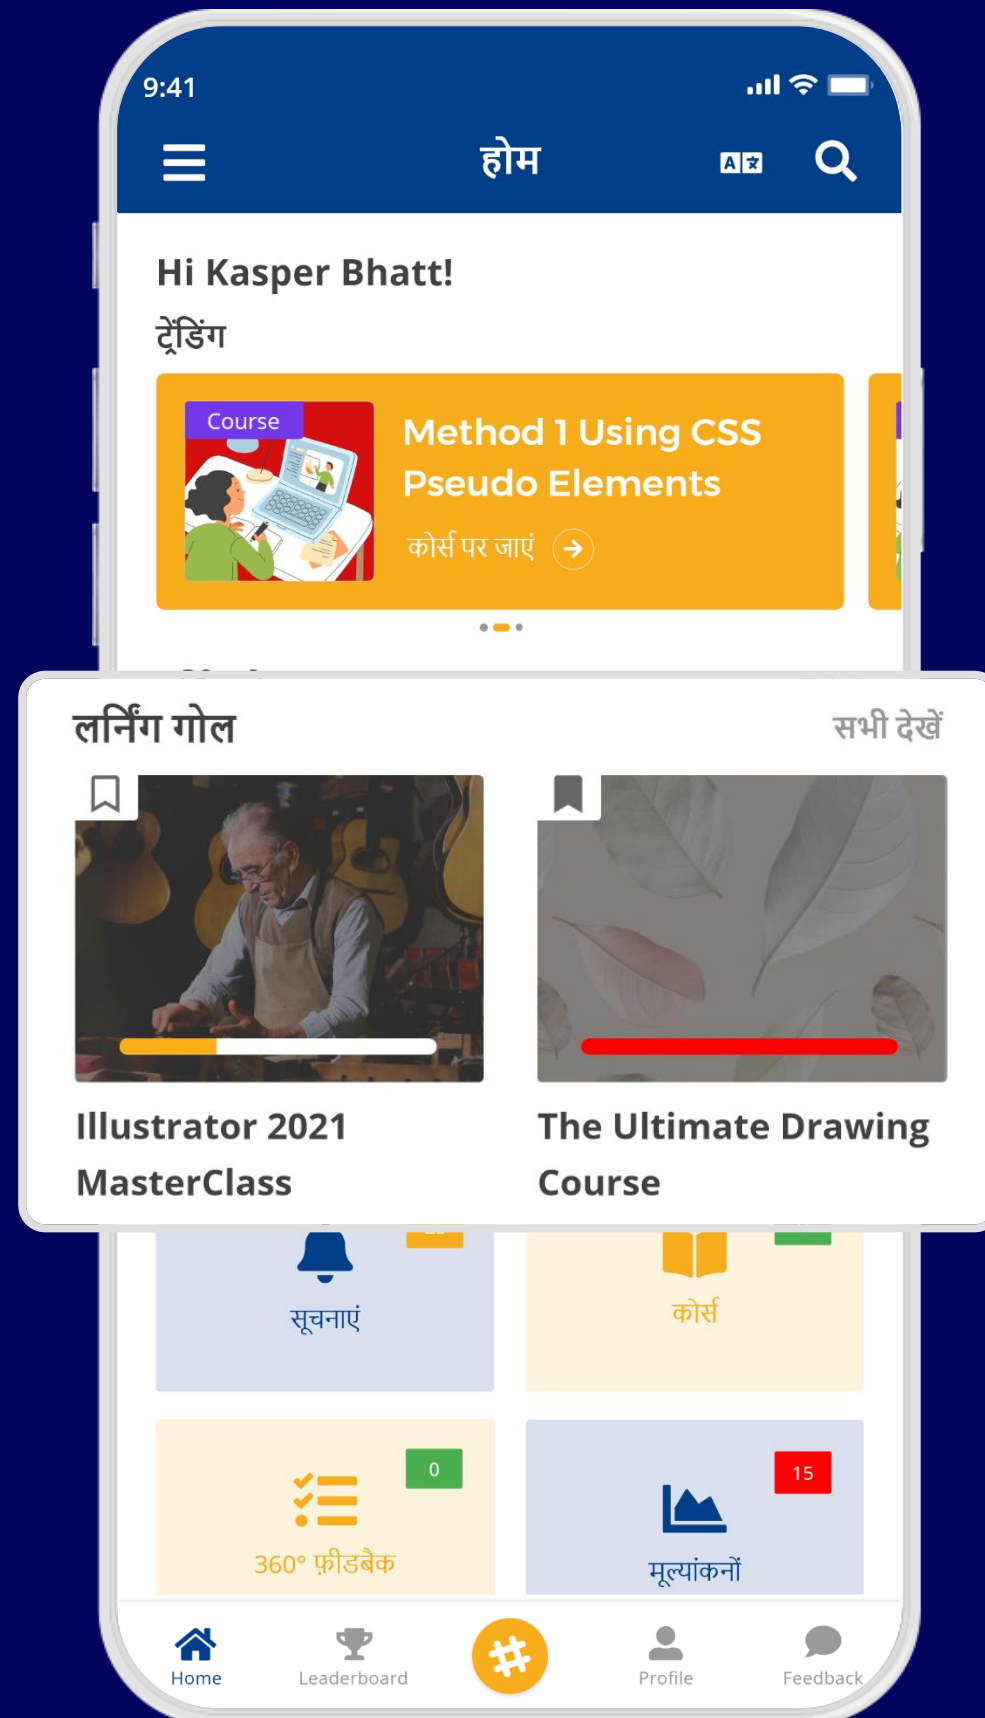 9:41
होम
A
Hi Kasper Bhatt!
ट्रेंडिंग
Course
Method 1 Using CSS
Pseudo Elements
कोर्स पर जाएं
लर्निंग गोल
सभी देखें
Illustrator 2021
MasterClass
The Ultimate Drawing
Course
सूचनाएं
कोर्स
0
360° फ़ीडबैक
15
मूल्यांकनों
Home
Leaderboard
Profile
Feedback